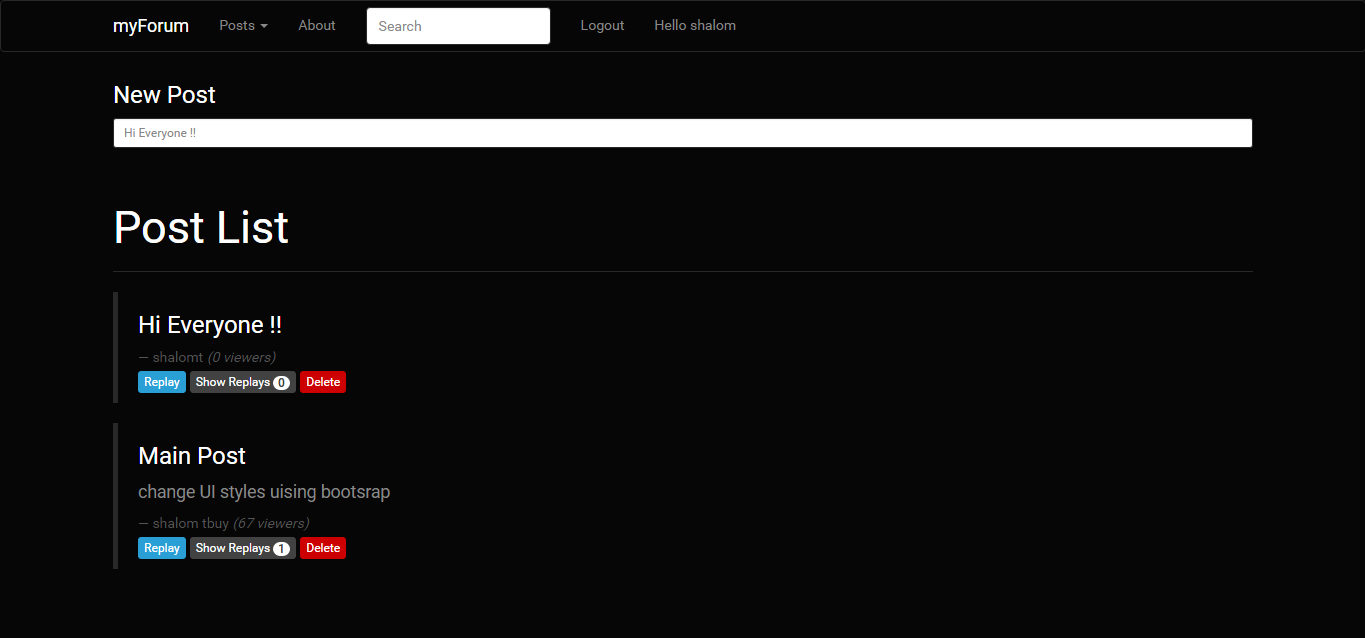 myForum Posts About Search Logout Hello shalom
New Post
Hi Everyone !!
Post List
Hi Everyone !!
— shalomt (0 viewers)
Replay Show Replays 0 Delete
Main Post
change UI styles uising bootsrap
— shalom tbuy (67 viewers)
Replay Show Replays 1 Delete